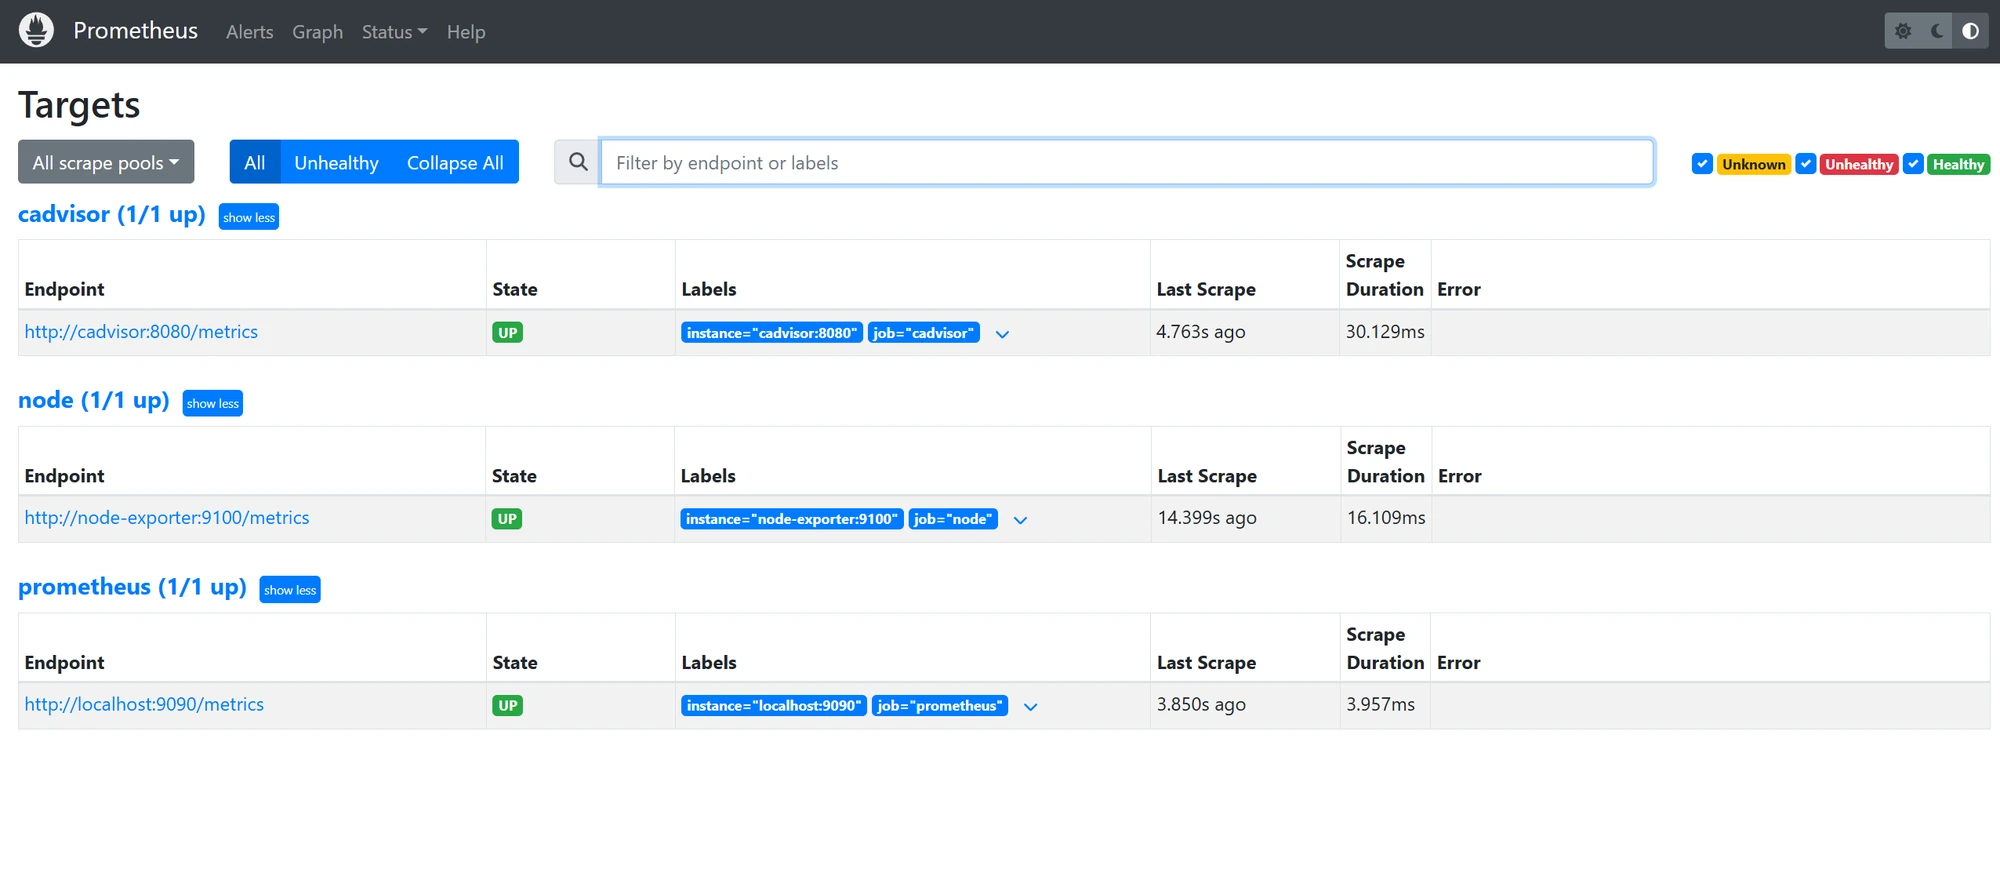 Prometheus Alerts Graph Status Help
Targets
All scrape pools All Unhealthy Collapse All Filter by endpoint or labels Unknown Unhealthy Healthy
cadvisor (1/1 up) show less
Endpoint State Labels Last Scrape Scrape Duration Error
http://cadvisor:8080/metrics UP instance="cadvisor:8080" job="cadvisor" 4.763s ago 30.129ms
node (1/1 up) show less
Endpoint State Labels Last Scrape Scrape Duration Error
http://node-exporter:9100/metrics UP instance="node-exporter:9100" job="node" 14.399s ago 16.109ms
prometheus (1/1 up) show less
Endpoint State Labels Last Scrape Scrape Duration Error
http://localhost:9090/metrics UP instance="localhost:9090" job="prometheus" 3.850s ago 3.957ms